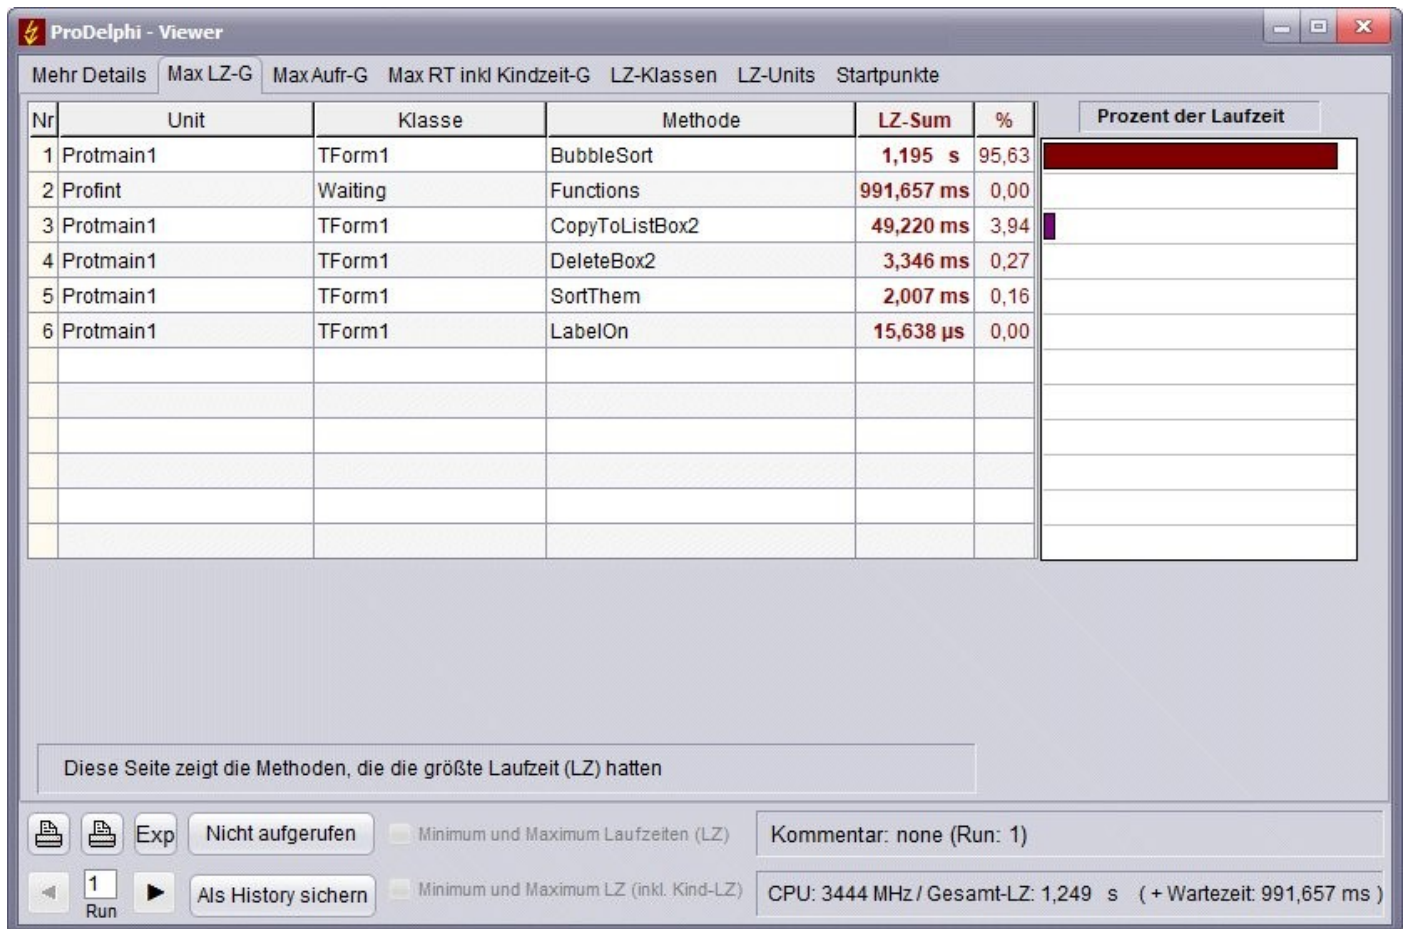 ProDelphi - Viewer
Mehr Details Max LZ-G Max Aufr-G Max RT inkl Kindzeit-G LZ-Klassen LZ-Units Startpunkte
Nr Unit Klasse Methode LZ-Sum % Prozent der Laufzeit
1 Protmain1 TForm1 BubbleSort 1,195 s 95,63
2 Profint Waiting Functions 991,657 ms 0,00
3 Protmain1 TForm1 CopyToListBox2 49,220 ms 3,94
4 Protmain1 TForm1 DeleteBox2 3,346 ms 0,27
5 Protmain1 TForm1 SortThem 2,007 ms 0,16
6 Protmain1 TForm1 LabelOn 15,638 µs 0,00
Diese Seite zeigt die Methoden, die die größte Laufzeit (LZ) hatten
Exp Nicht aufgerufen Minimum und Maximum Laufzeiten (LZ) Kommentar: none (Run: 1)
1 Als History sichern Minimum und Maximum LZ (inkl. Kind-LZ) CPU: 3444 MHz / Gesamt-LZ: 1,249 s ( + Wartezeit: 991,657 ms )
Run